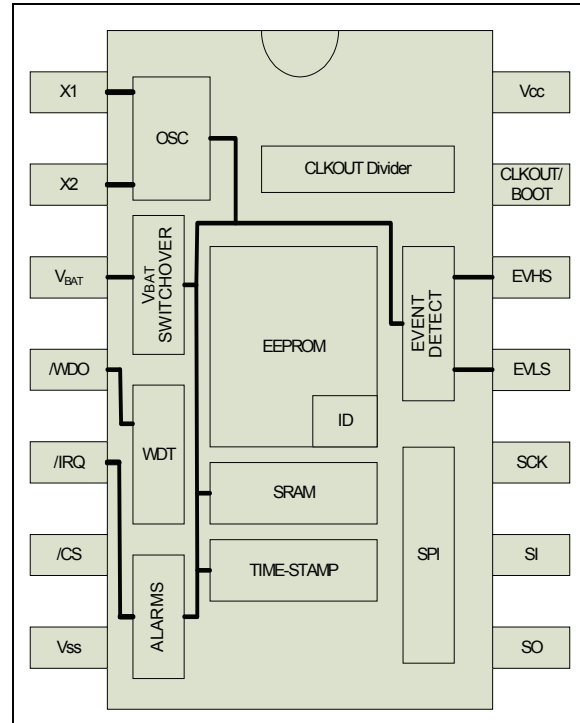 X1
X2
VBAT
/WDO
/IRQ
/CS
Vss
OSC
VBAT
SWITCHOVER
WDT
ALARMS
CLKOUT Divider
EEPROM
ID
SRAM
TIME-STAMP
EVENT
DETECT
SPI
Vcc
CLKOUT/
BOOT
EVHS
EVLS
SCK
SI
SO